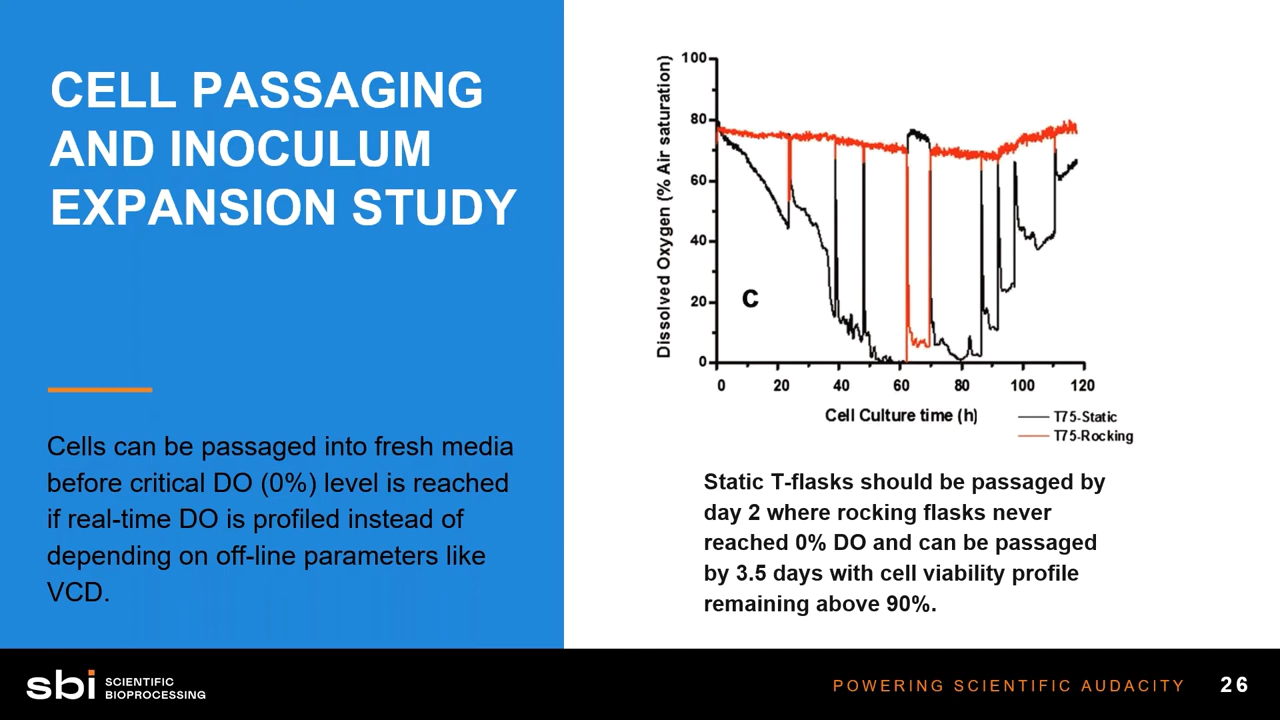 CELL PASSAGING
AND INOCULUM
EXPANSION STUDY
Cells can be passaged into fresh media
before critical DO (0%) level is reached
if real-time DO is profiled instead of
depending on off-line parameters like
VCD.
Dissolved Oxygen (% Air saturation)
100
80
60
40
20
0
C
0 20 40 60 80 100 120
Cell Culture time (h)
T75-Static
T75-Rocking
Static T-flasks should be passaged by
day 2 where rocking flasks never
reached 0% DO and can be passaged
by 3.5 days with cell viability profile
remaining above 90%.
sbi SCIENTIFIC
BIOPROCESSING
POWERING SCIENTIFIC AUDACITY 26